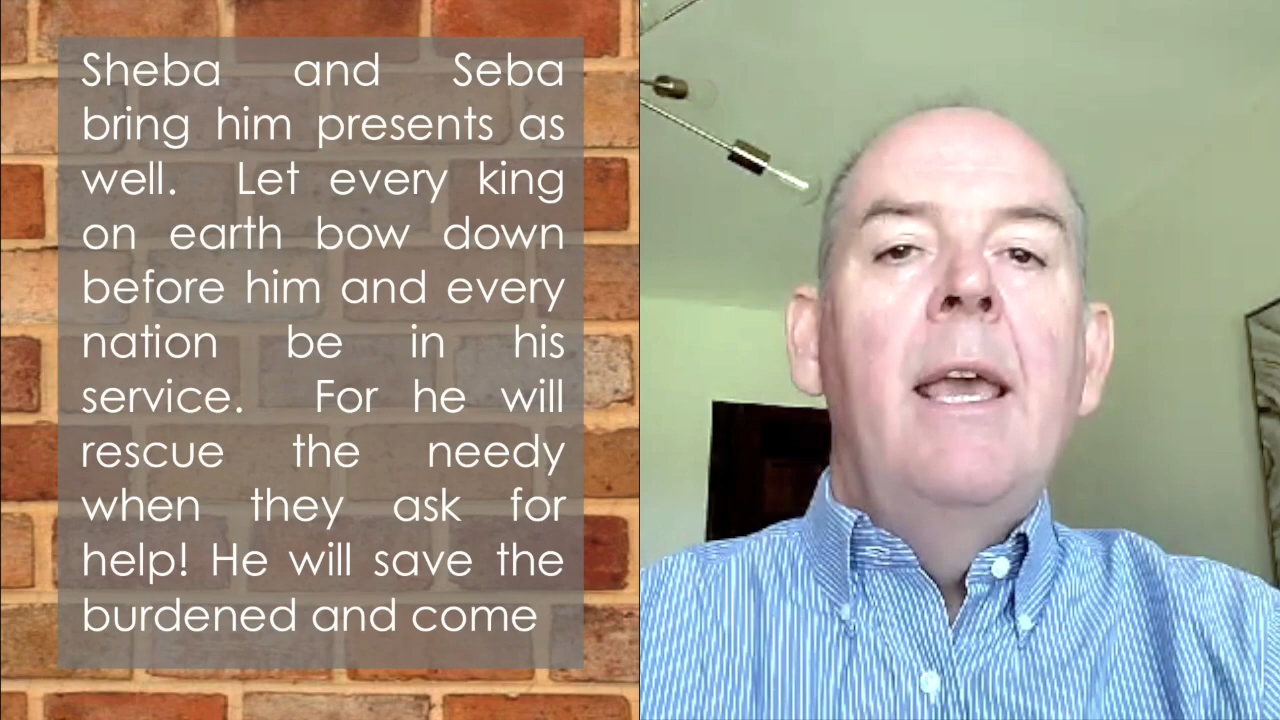 Sheba and Seba
bring him presents as
well. Let every king
on earth bow down
before him and every
nation be in his
service. For he will
rescue the needy
when they ask for
help! He will save the
burdened and come